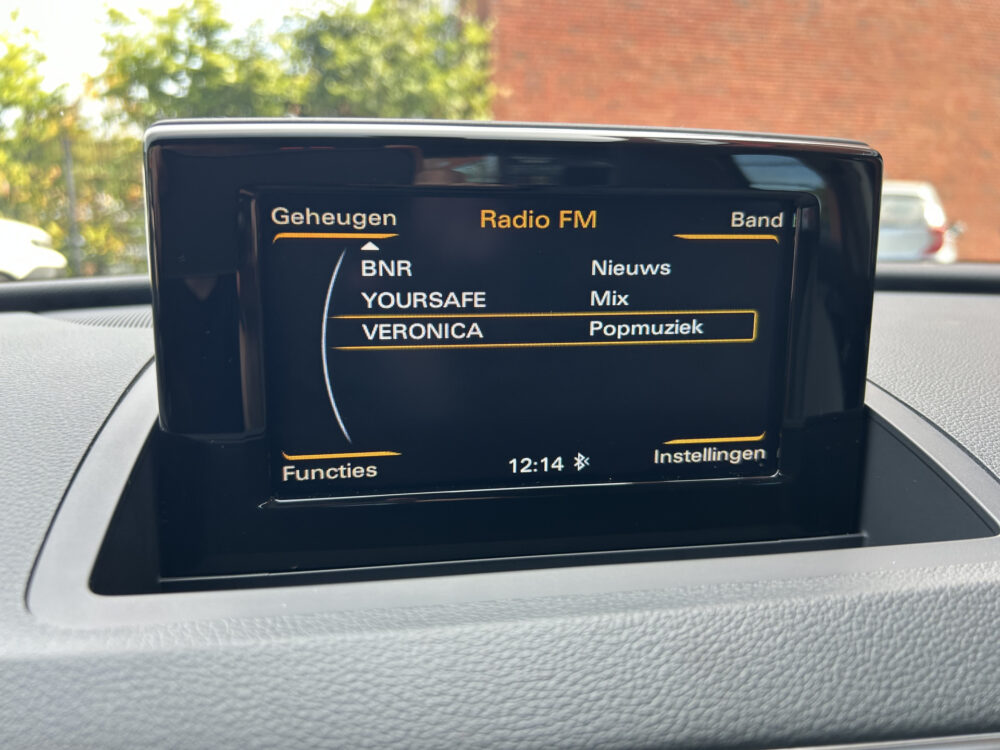 Geheugen Radio FM Band
BNR Nieuws
YOURSAFE Mix
VERONICA Popmuziek
Functies 12:14 Instellingen